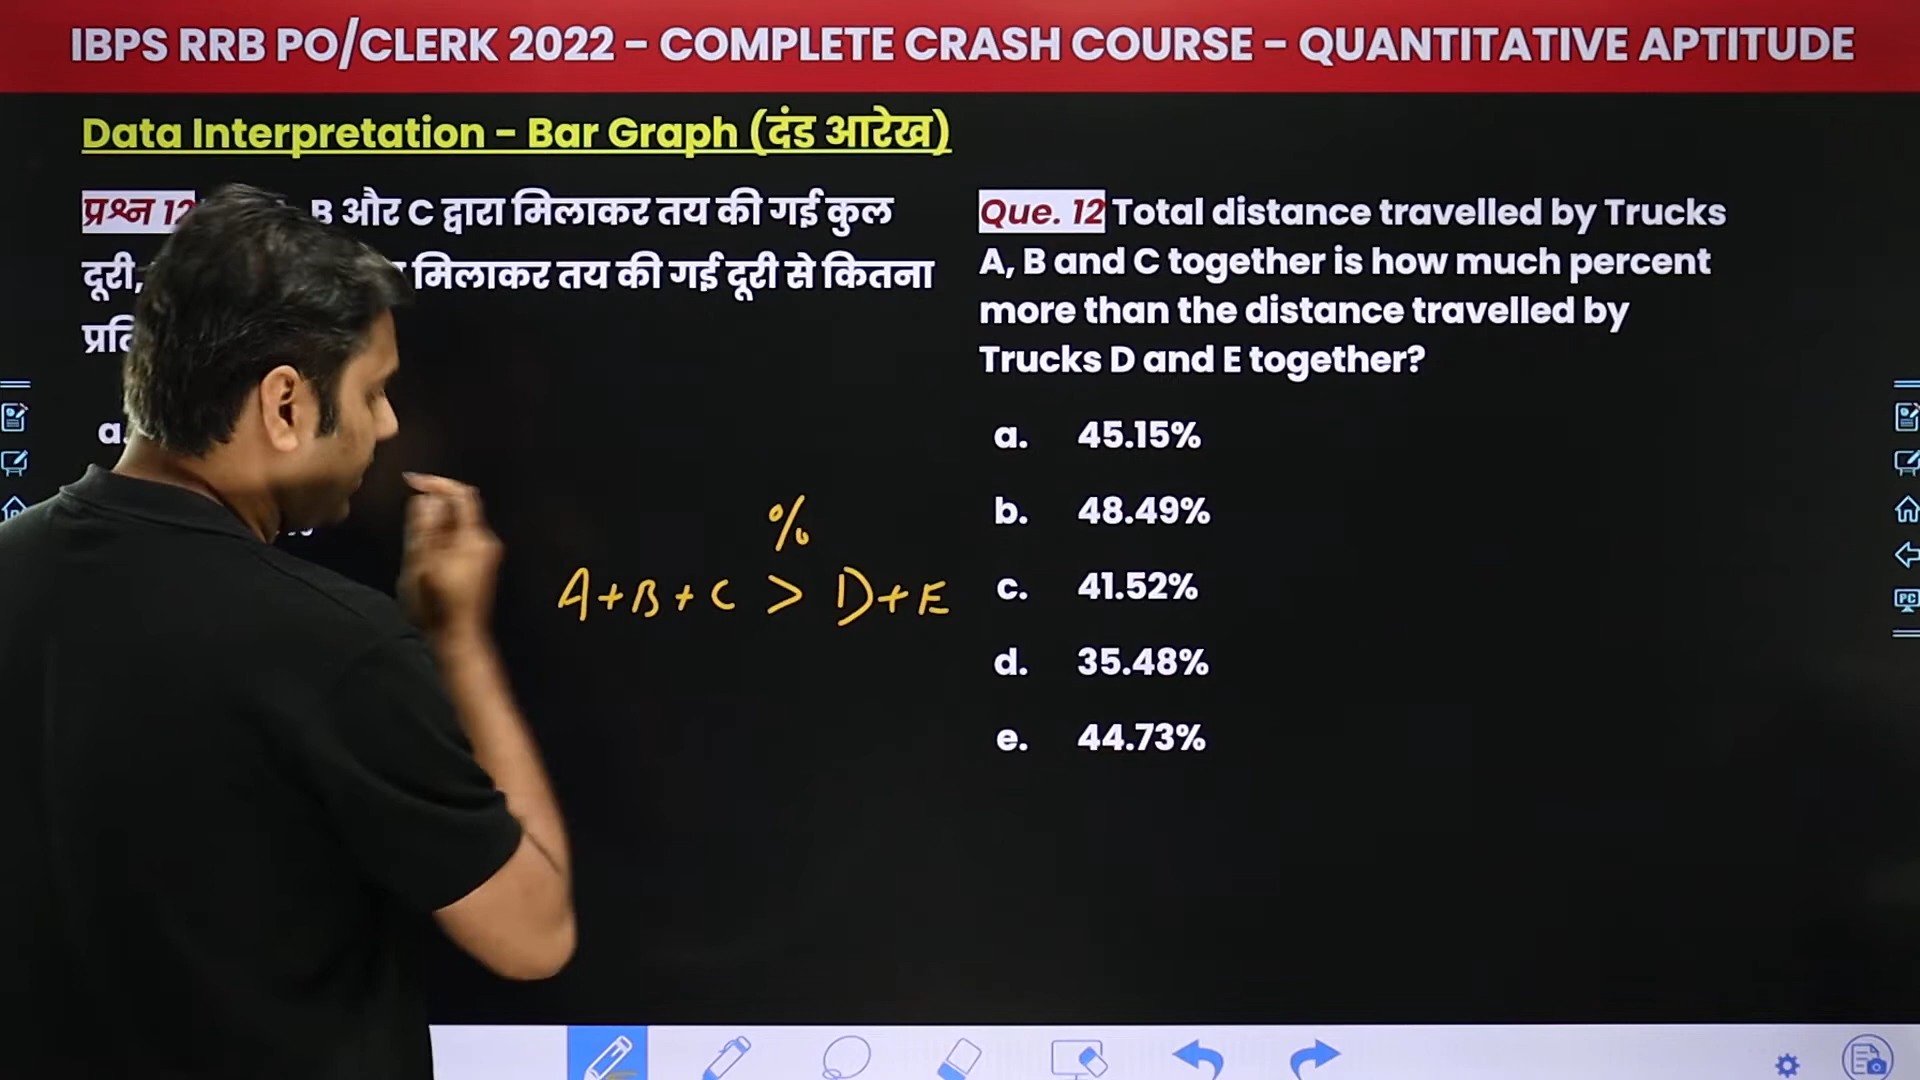 IBPS RRB PO/CLERK 2022 - COMPLETE CRASH COURSE - QUANTITATIVE APTITUDE
Data Interpretation - Bar Graph (दंड आरेख)
प्रश्न 12 B और C द्वारा मिलाकर तय की गई कुल
दूरी, मिलाकर तय की गई दूरी से कितना
a.
%
A+B+C > D+E
Que. 12 Total distance travelled by Trucks
A, B and C together is how much percent
more than the distance travelled by
Trucks D and E together?
a. 45.15%
b. 48.49%
c. 41.52%
d. 35.48%
e. 44.73%
PC